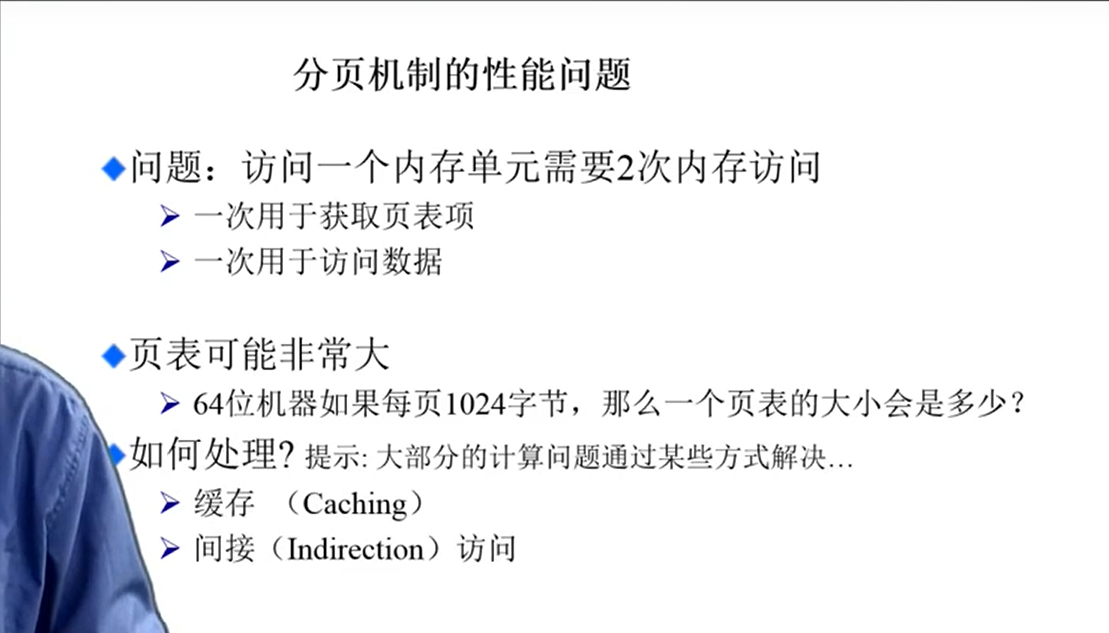 分页机制的性能问题
问题：访问一个内存单元需要2次内存访问
一次用于获取页表项
一次用于访问数据
页表可能非常大
64位机器如果每页1024字节，那么一个页表的大小会是多少？
如何处理? 提示: 大部分的计算问题通过某些方式解决…
缓存 （Caching）
间接（Indirection）访问